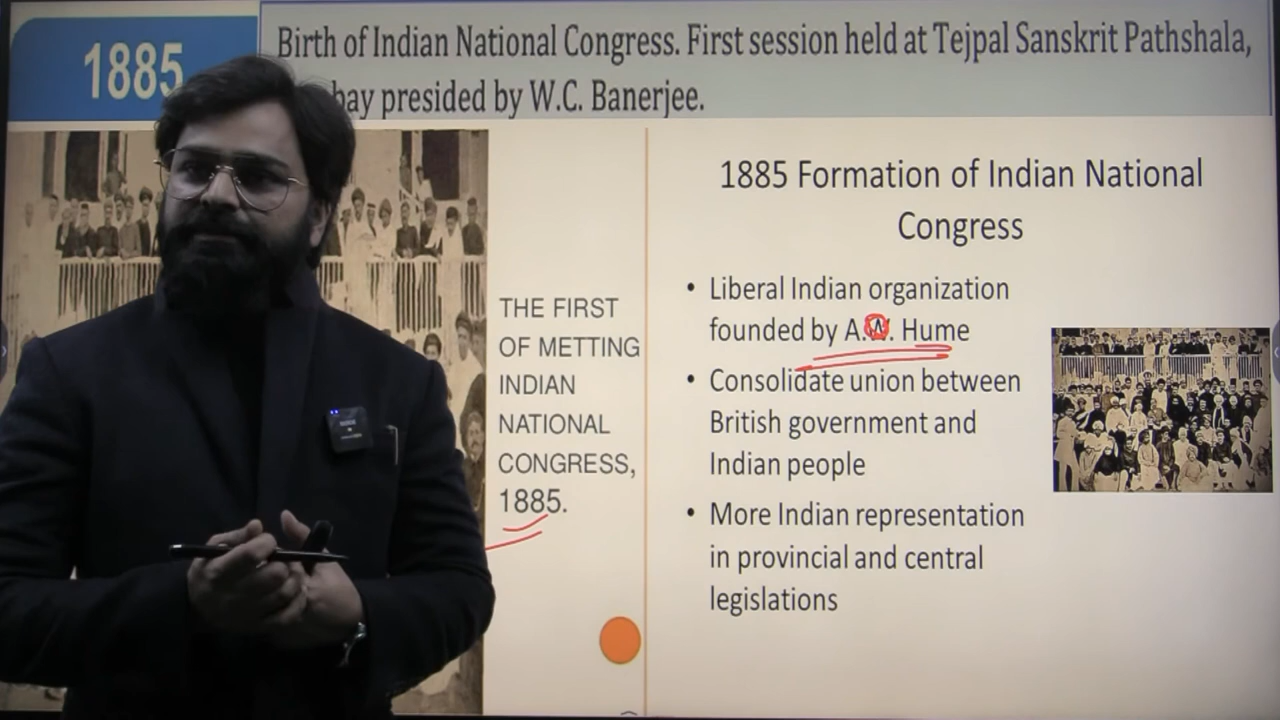 1885
Birth of Indian National Congress. First session held at Tejpal Sanskrit Pathshala,
bay presided by W.C. Banerjee.
THE FIRST
OF METTING
INDIAN
NATIONAL
CONGRESS,
1885.
1885 Formation of Indian National
Congress
• Liberal Indian organization
founded by A.W. Hume
• Consolidate union between
British government and
Indian people
• More Indian representation
in provincial and central
legislations